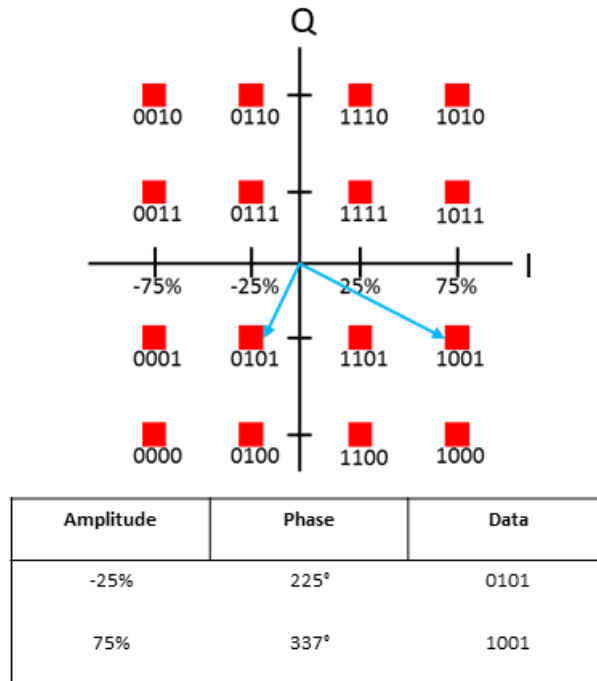 Q
0010 0110 1110 1010
0011 0111 1111 1011
I
-75% -25% 25% 75%
0001 0101 1101 1001
0000 0100 1100 1000
Amplitude Phase Data
-25% 225° 0101
75% 337° 1001